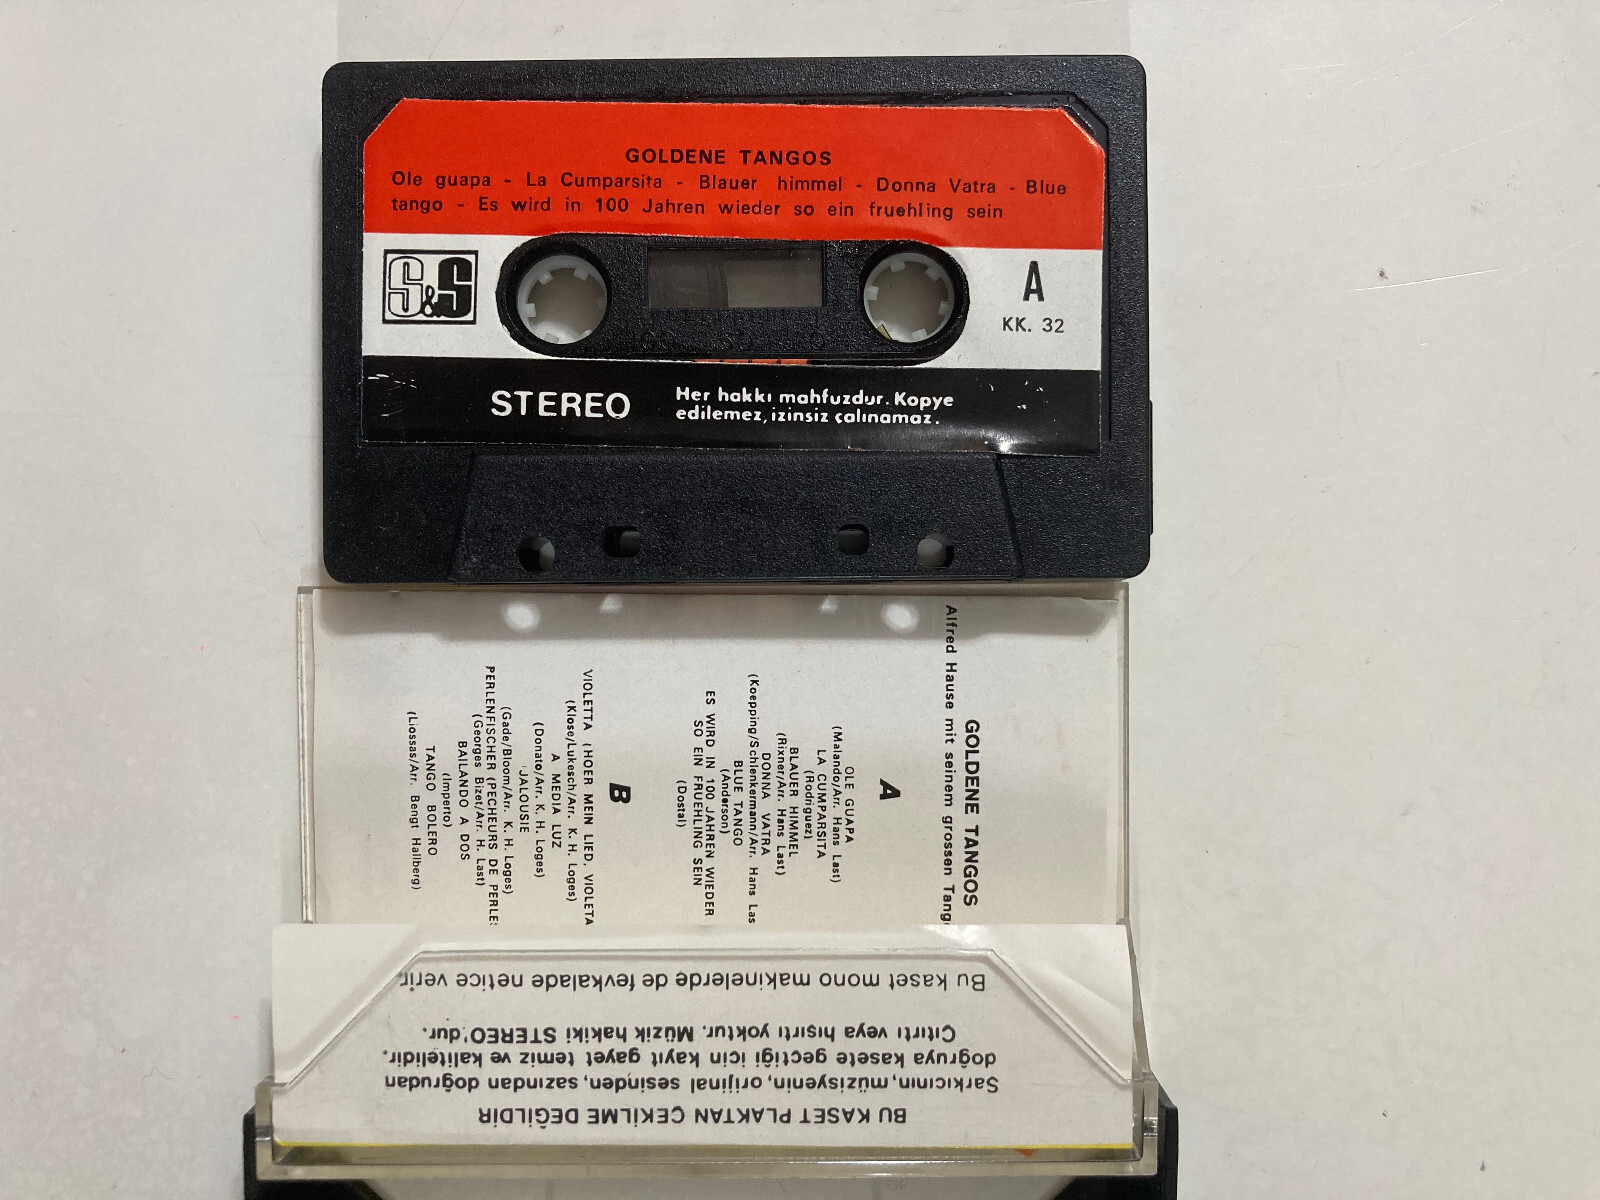 GOLDENE TANGOS
Ole guapa - La Cumparsita - Blauer himmel - Donna Vatra - Blue
tango - Es wird in 100 Jahren wieder so ein fruehling sein
S&S
A
KK. 32
STEREO
Her hakkı mahfuzdur. Kopye
edilemez, izinsiz çalınamaz.
GOLDENE TANGOS
Alfred Hause mit seinem grossen Tang
A
OLE GUAPA
(Malando/Arr. Hans Last)
LA CUMPARSITA
(Rodriguez)
BLAUER HIMMEL
(Rixner/Arr. Hans Last)
DONNA VATRA
(Koepping/Schlenkermann/Arr. Hans Las
BLUE TANGO
(Anderson)
ES WIRD IN 100 JAHREN WIEDER
SO EIN FRUEHLING SEIN
(Dostal)
B
VIOLETTA (HOER MEIN LIED, VIOLETA
(Klose/Lukesch/Arr. K. H. Loges)
A MEDIA LUZ
(Donato/Arr. K. H. Loges)
JALOUSIE
(Gade/Bloom/Arr. K. H. Loges)
PERLENFISCHER (PECHEURS DE PERLES
(Georges Bizet/Arr. H. Last)
BAILANDO A DOS
(Imperto)
TANGO BOLERO
(Llossas/Arr. Bengt Hallberg)
BU KASET PLAKTAN ÇEKİLME DEĞİLDİR
Şarkıcının, müzisyenin, orijinal sesinden, sazından doğrudan
doğruya kasete geçtiği için kayıt gayet temiz ve kalitelidir.
Çıtırtı veya hışırtı yoktur. Müzik hakiki STEREO'dur.
Bu kaset mono makinelerde de fevkalade netice verir.